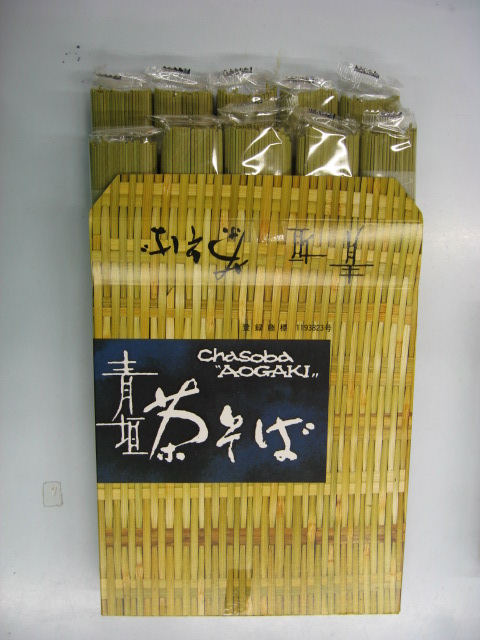 青垣 茶そば
登録商標 1193823号
Chasoba
"AOGAKI"
青垣
茶そば